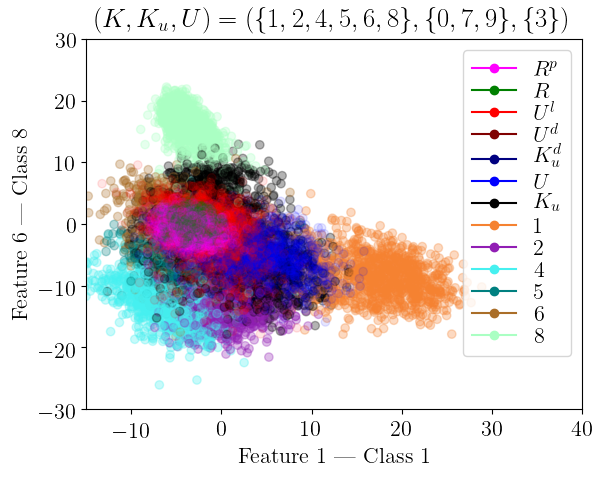 (K, K_u, U) = ({1, 2, 4, 5, 6, 8}, {0, 7, 9}, {3})
30
20
10
0
−10
−20
−30
Feature 6 — Class 8
−10
0
10
20
30
40
Feature 1 — Class 1
R^p
R
U^l
U^d
K_u^d
U
K_u
1
2
4
5
6
8